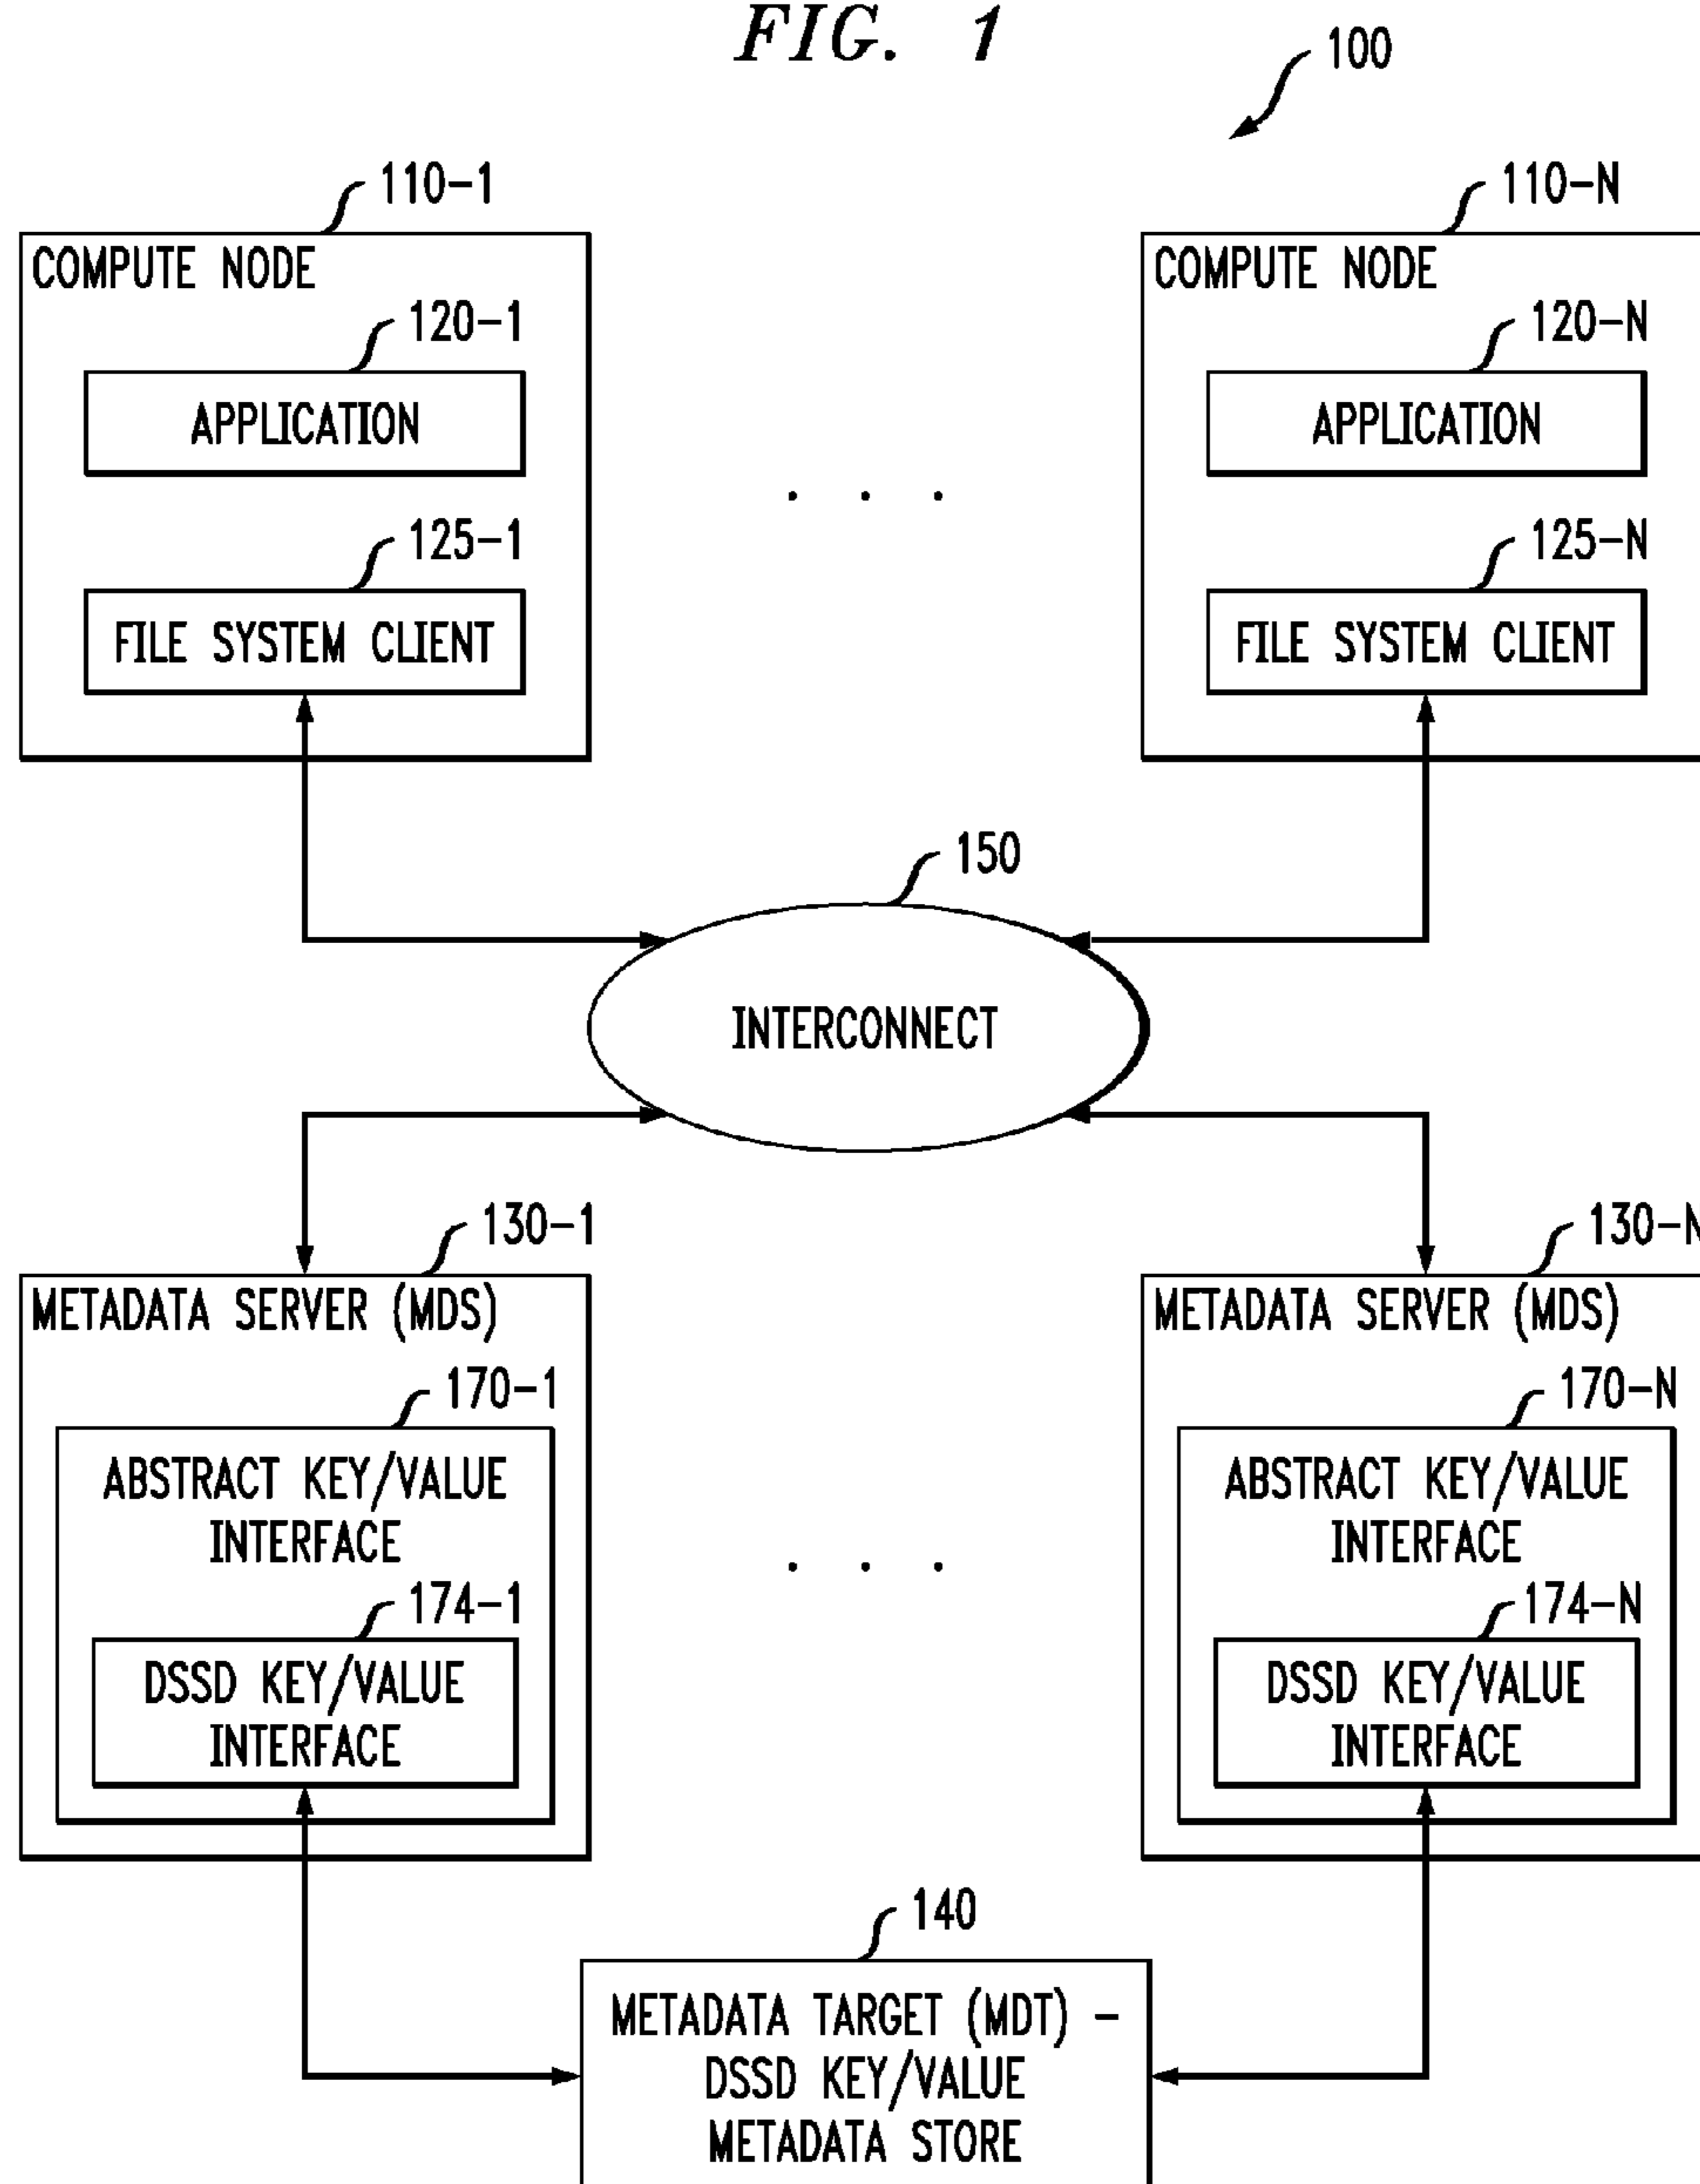 FIG. 1
100
110-1
110-N
COMPUTE NODE
COMPUTE NODE
120-1
120-N
APPLICATION
APPLICATION
. . .
125-1
125-N
FILE SYSTEM CLIENT
FILE SYSTEM CLIENT
150
INTERCONNECT
130-1
130-N
METADATA SERVER (MDS)
METADATA SERVER (MDS)
170-1
170-N
ABSTRACT KEY/VALUE
INTERFACE
ABSTRACT KEY/VALUE
INTERFACE
. . .
174-1
174-N
DSSD KEY/VALUE
INTERFACE
DSSD KEY/VALUE
INTERFACE
140
METADATA TARGET (MDT) -
DSSD KEY/VALUE
METADATA STORE